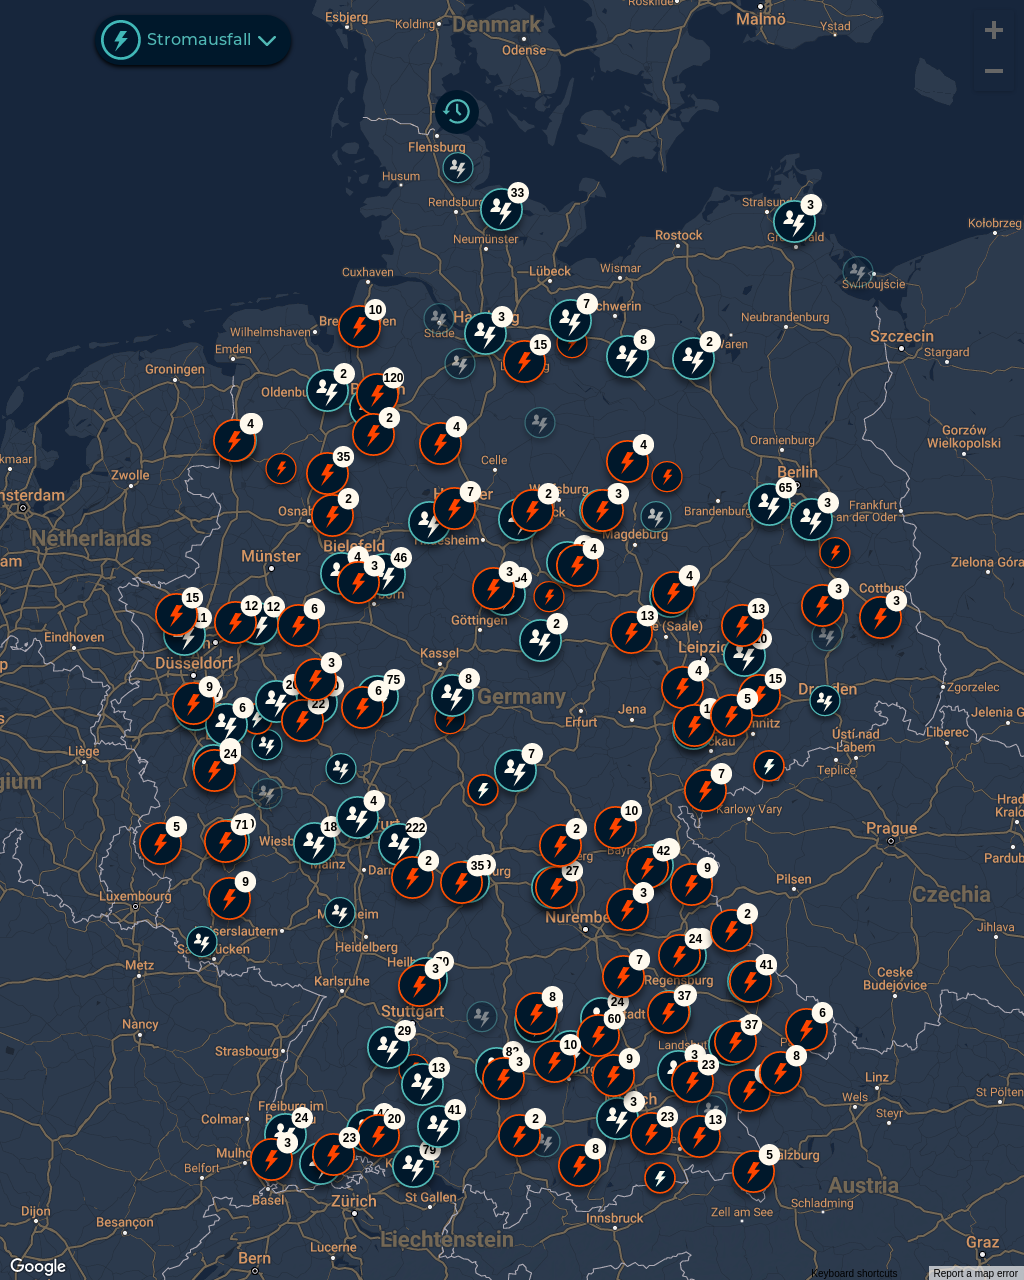 Esbjerg
Kolding
Denmark
Odense
Roskilde
Malmö
Ystad
Stromausfall
Flensburg
Husum
Rendsburg
33
Neumünster
Stralsund
3
Kołobrzeg
Rostock
Cuxhaven
Lübeck
Wismar
Świnoujście
10
3
7
Schwerin
Neubrandenburg
Wilhelmshaven
Stade
Szczecin
Emden
15
8
2
Waren
Stargard
Groningen
2
120
Oldenburg
4
2
4
4
Gorzów
Wielkopolski
Oranienburg
Zwolle
35
Celle
Berlin
65
2
7
2
3
3
Brandenburg
Frankfurt
an der Oder
Netherlands
Hildesheim
Magdeburg
Münster
Bielefeld
4
3
46
4
Zielona Góra
3
4
Cottbus
3
3
15
12
12
6
Göttingen
2
13
13
Eindhoven
Düsseldorf
Kassel
Leipzig
3
4
15
5
Dresden
Zgorzelec
9
6
75
8
Germany
Erfurt
Jena
22
6
Liberec
Ústí nad
Labem
Teplice
Liège
24
7
7
Karlovy Vary
Prague
5
71
18
4
222
10
2
Mainz
2
35
27
42
9
Pilsen
Czechia
Luxembourg
9
3
Nuremberg
2
Heidelberg
Metz
Jihlava
24
41
7
3
Regensburg
Ceske
Budejovice
Karlsruhe
Stuttgart
8
24
37
6
Nancy
60
29
37
Strasbourg
10
3
9
3
23
8
13
Linz
Wels
St Pölten
Steyr
Colmar
Freiburg im
24
20
41
2
3
23
13
3
23
8
5
Salzburg
Belfort
Basel
Zürich
St Gallen
Austria
Schladming
Zell am See
Dijon
Besançon
Innsbruck
Liechtenstein
Lucerne
Bern
Graz
Google
Keyboard shortcuts
Report a map error